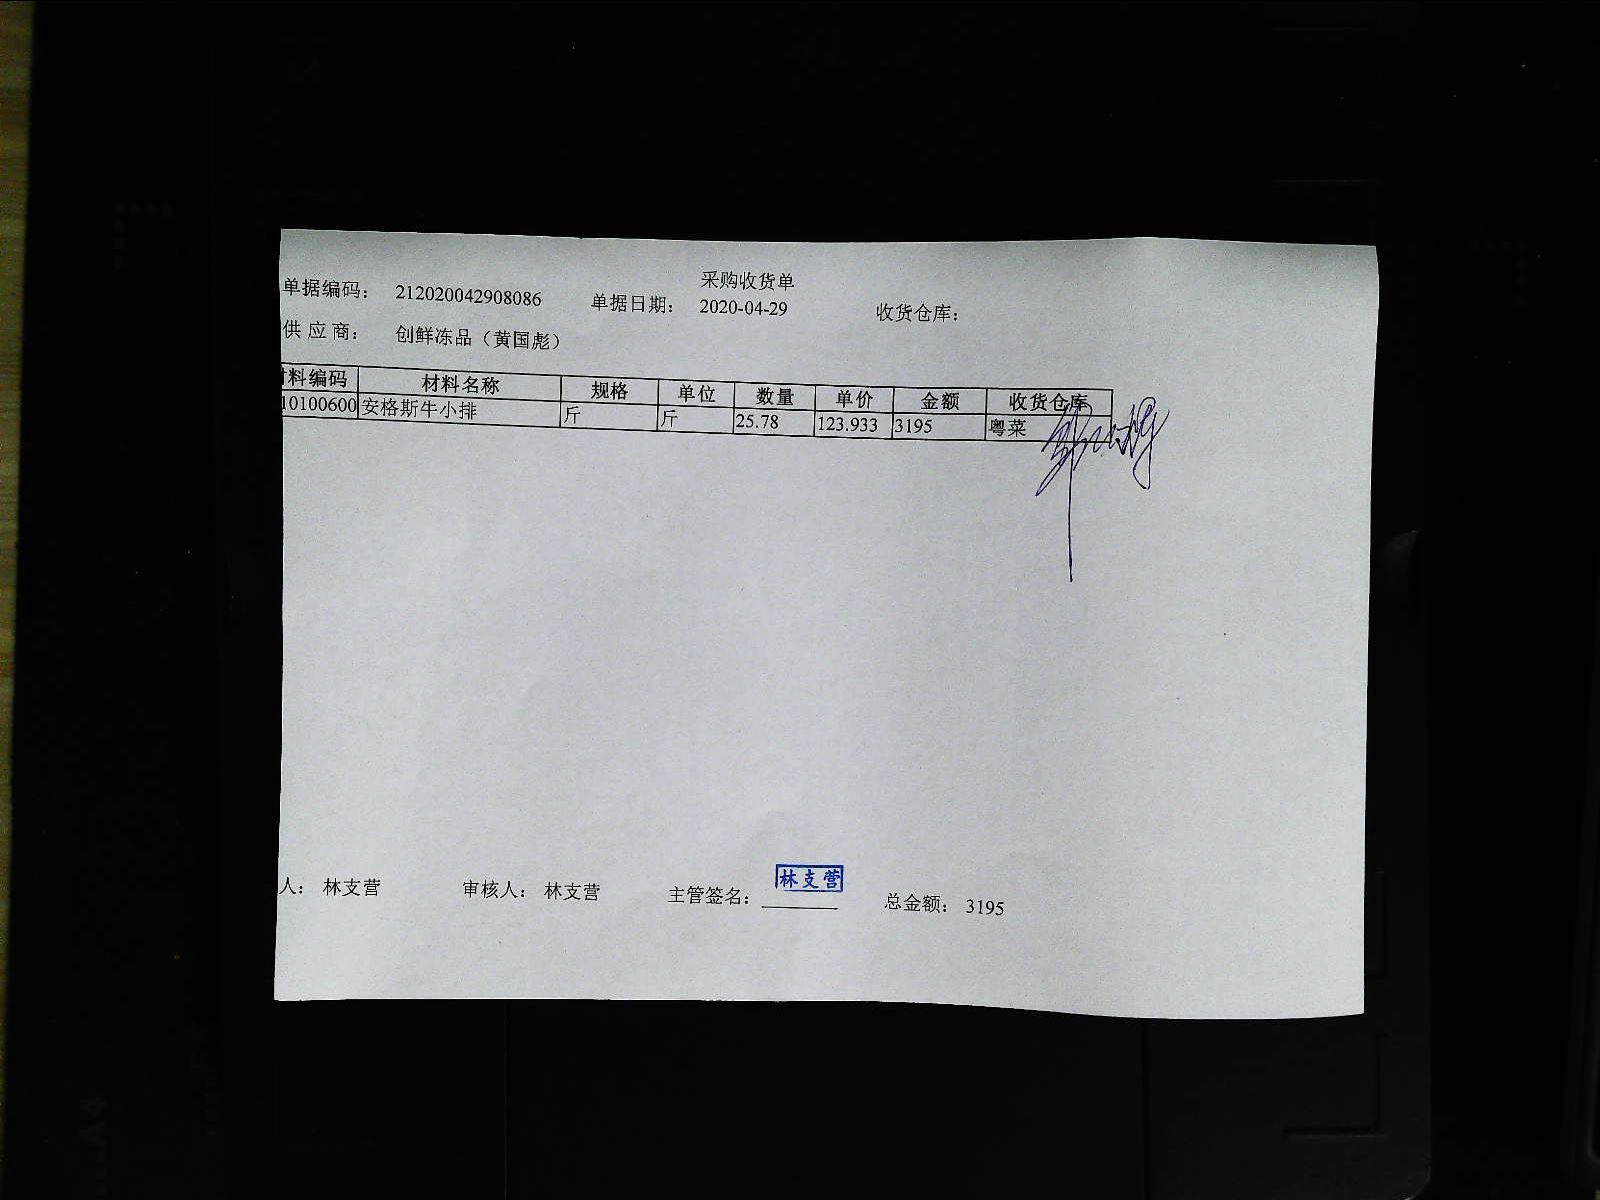 采购收货单
单据编码： 212020042908086 单据日期： 2020-04-29 收货仓库：
供 应 商： 创鲜冻品（黄国彪）
材料编码 材料名称 规格 单位 数量 单价 金额 收货仓库
10100600 安格斯牛小排 斤 斤 25.78 123.933 3195 粤菜
人： 林支营 审核人： 林支营 主管签名： 林支营 总金额： 3195